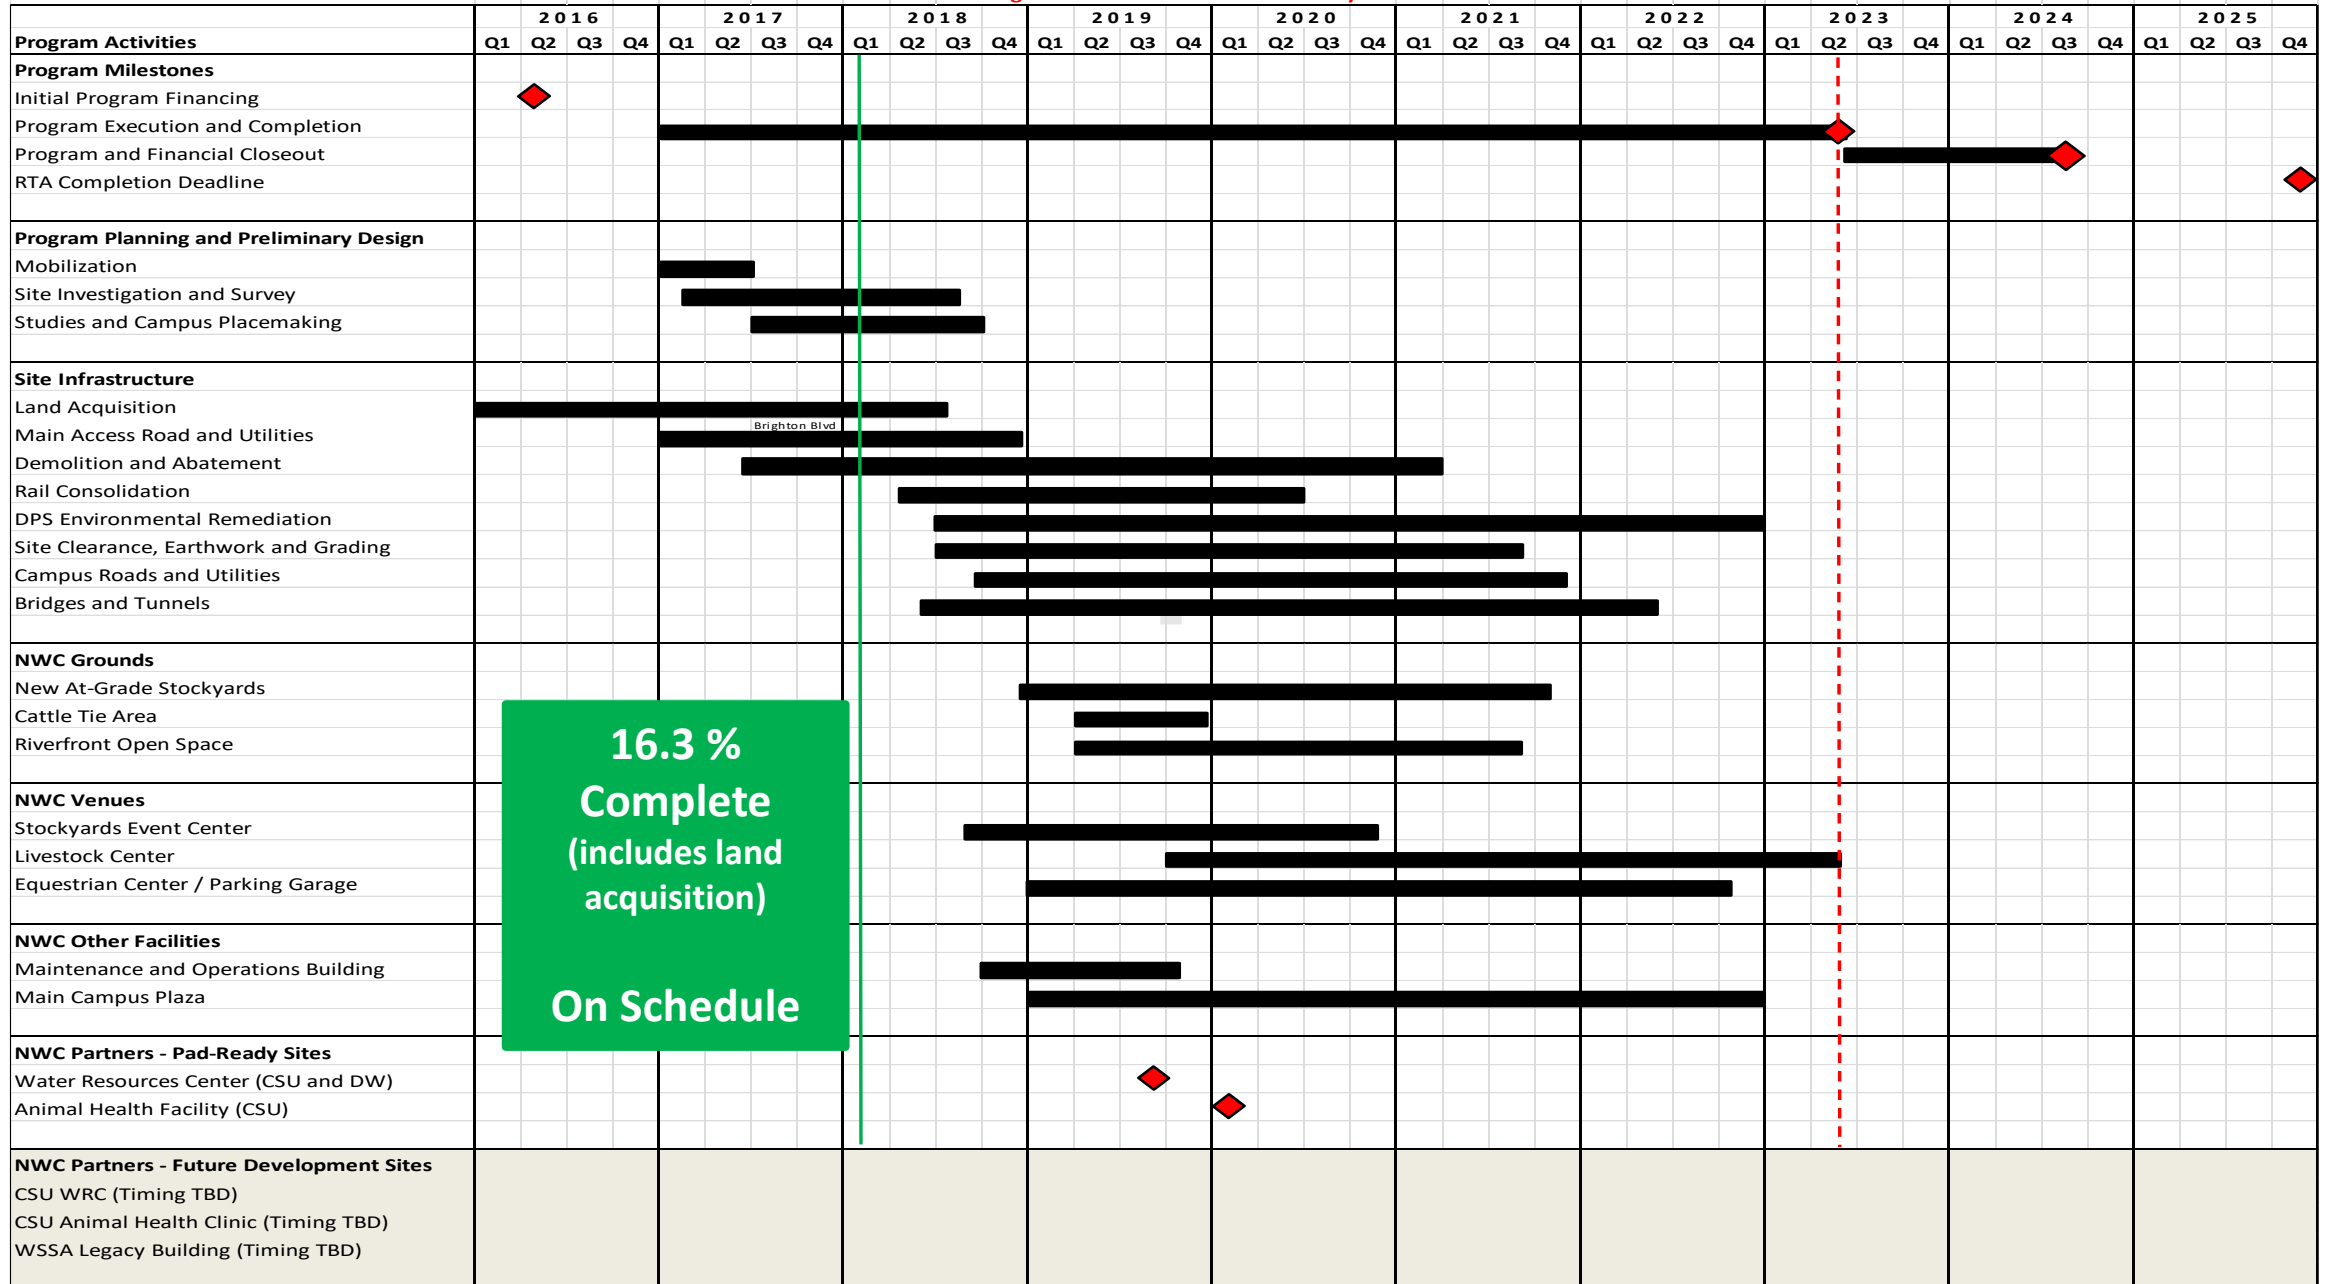 2016 2017 2018 2019 2020 2021 2022 2023 2024 2025
Program Activities Q1 Q2 Q3 Q4 Q1 Q2 Q3 Q4 Q1 Q2 Q3 Q4 Q1 Q2 Q3 Q4 Q1 Q2 Q3 Q4 Q1 Q2 Q3 Q4 Q1 Q2 Q3 Q4 Q1 Q2 Q3 Q4 Q1 Q2 Q3 Q4 Q1 Q2 Q3 Q4
Program Milestones
Initial Program Financing
Program Execution and Completion
Program and Financial Closeout
RTA Completion Deadline
Program Planning and Preliminary Design
Mobilization
Site Investigation and Survey
Studies and Campus Placemaking
Site Infrastructure
Land Acquisition
Brighton Blvd
Main Access Road and Utilities
Demolition and Abatement
Rail Consolidation
DPS Environmental Remediation
Site Clearance, Earthwork and Grading
Campus Roads and Utilities
Bridges and Tunnels
NWC Grounds
New At-Grade Stockyards
Cattle Tie Area
Riverfront Open Space
NWC Venues
Stockyards Event Center
Livestock Center
Equestrian Center / Parking Garage
NWC Other Facilities
Maintenance and Operations Building
Main Campus Plaza
16.3 %
Complete
(includes land
acquisition)
On Schedule
NWC Partners - Pad-Ready Sites
Water Resources Center (CSU and DW)
Animal Health Facility (CSU)
NWC Partners - Future Development Sites
CSU WRC (Timing TBD)
CSU Animal Health Clinic (Timing TBD)
WSSA Legacy Building (Timing TBD)